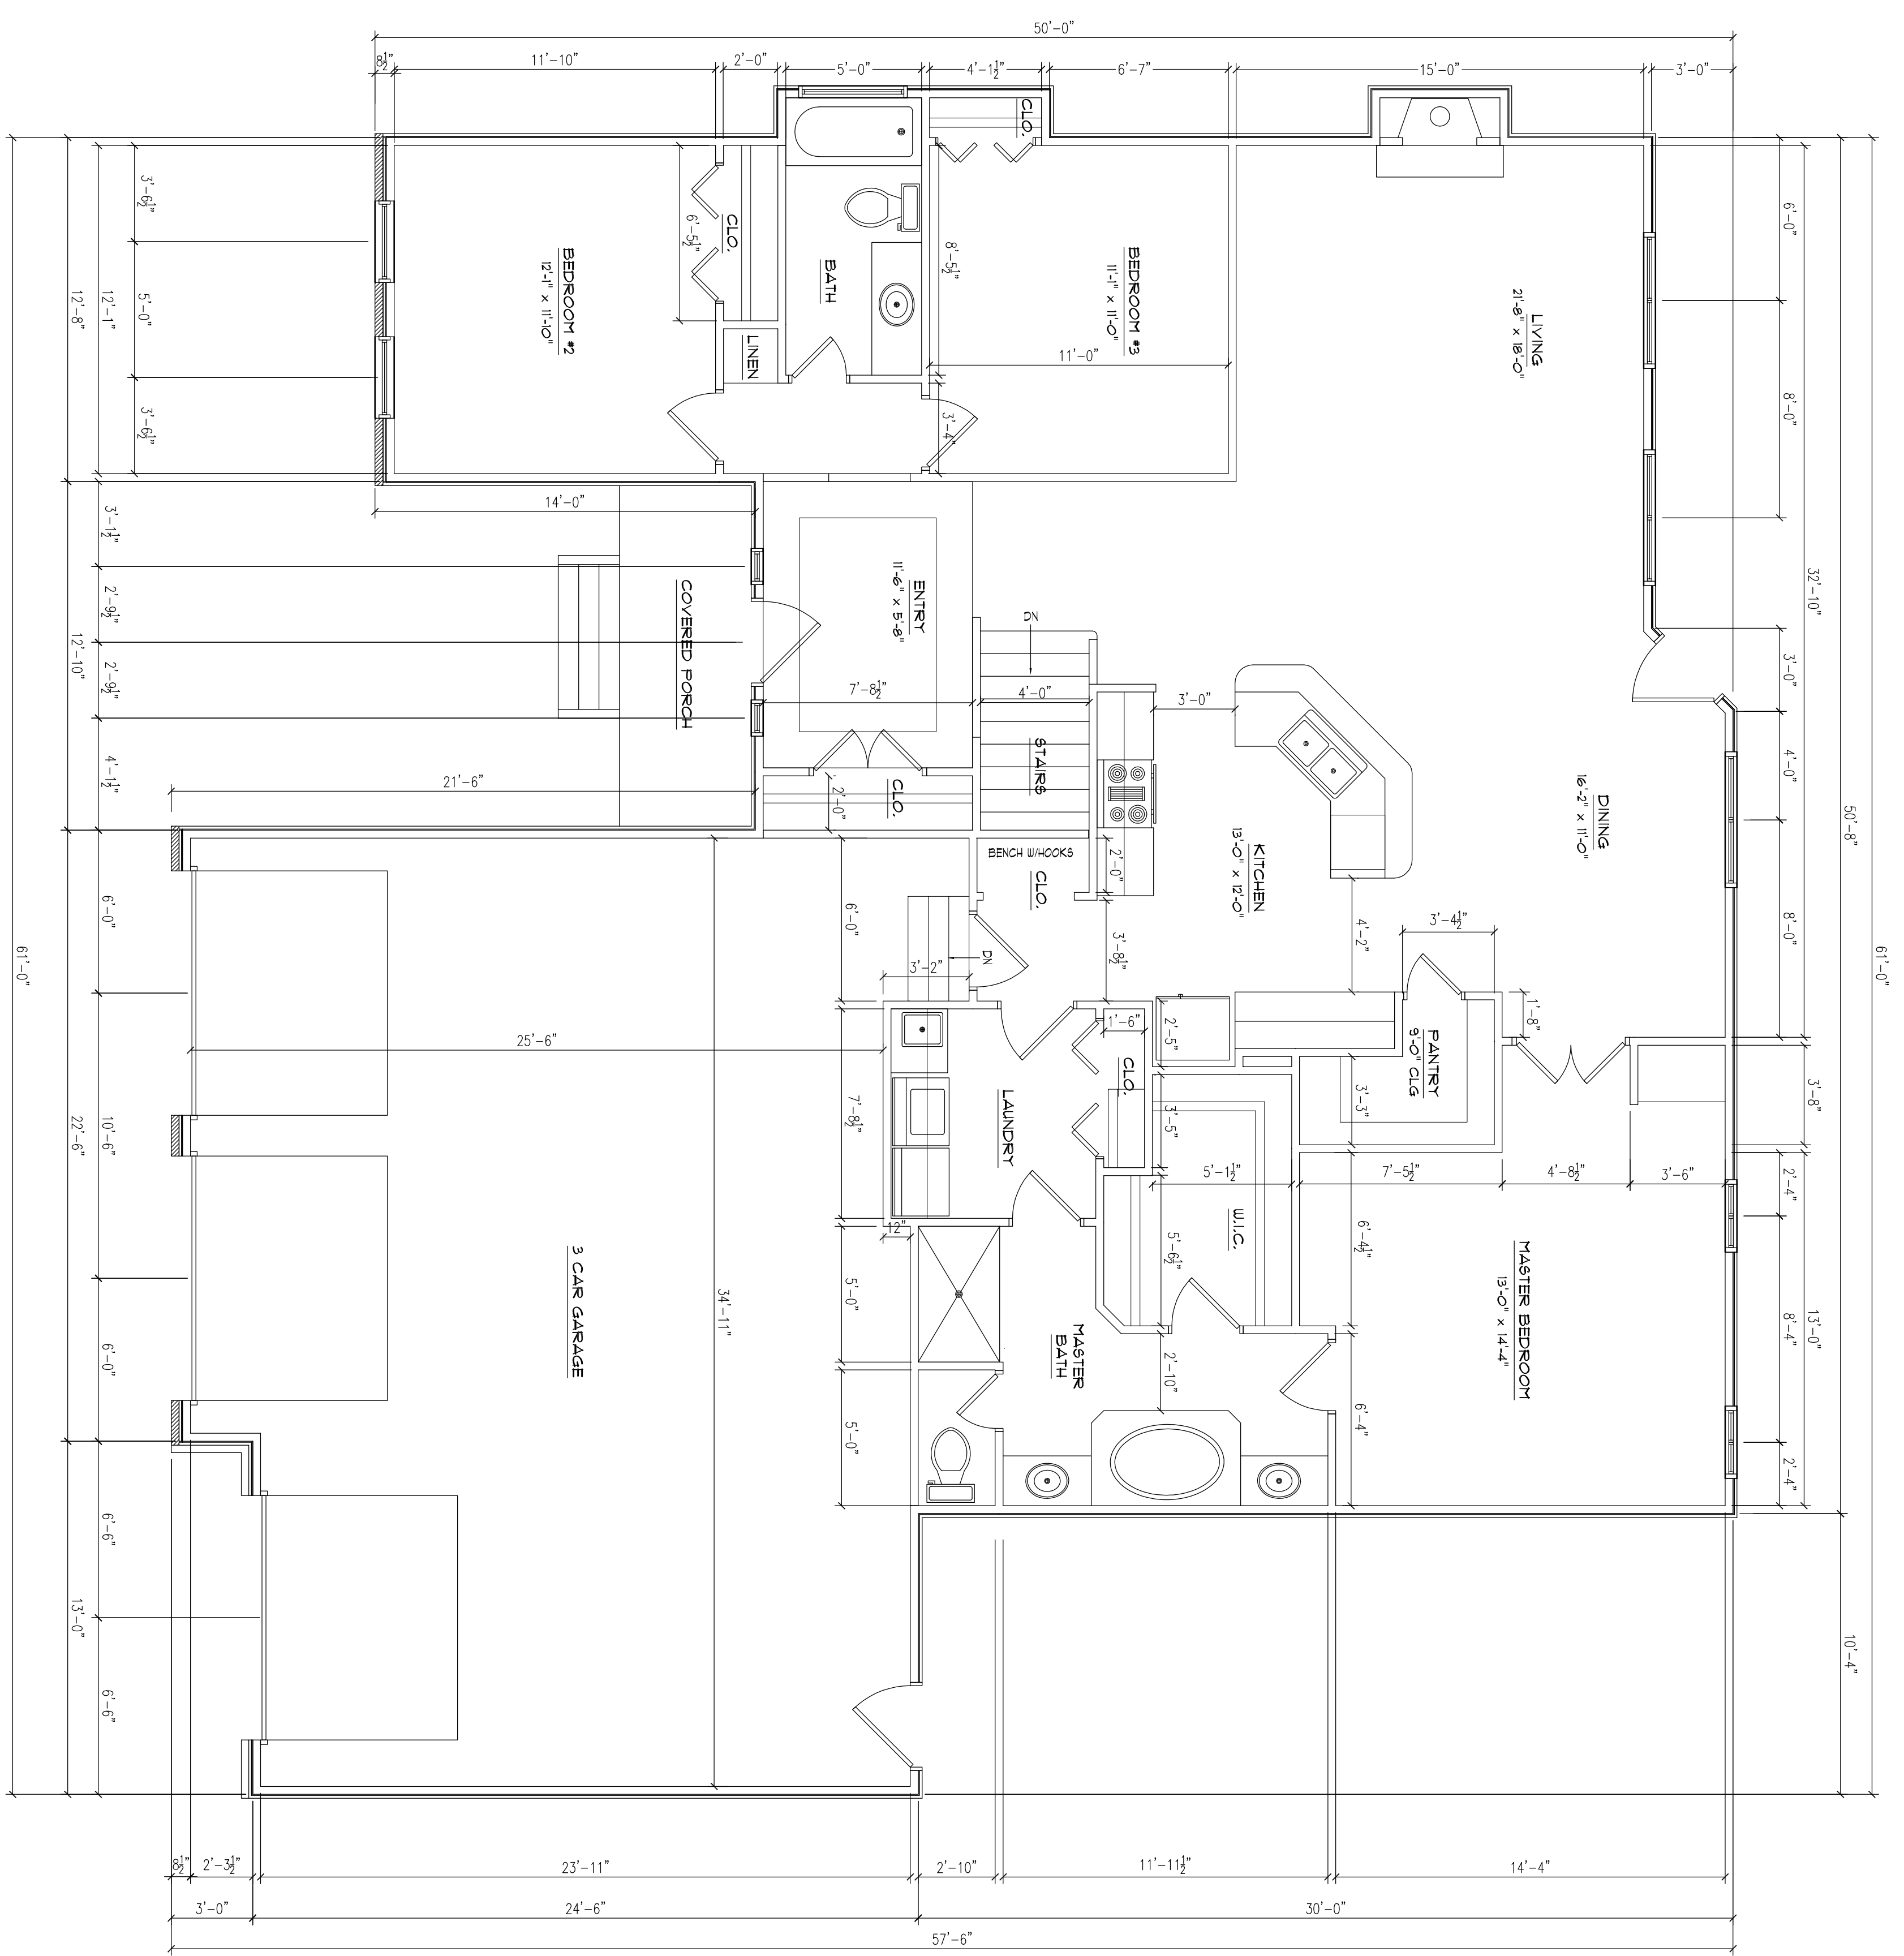 50'-0"
8½"
11'-10"
2'-0"
5'-0"
4'-1½"
6'-7"
15'-0"
3'-0"
61'-0"
50'-8"
10'-4"
32'-10"
3'-8"
13'-0"
6'-0"
8'-0"
3'-0"
4'-0"
8'-0"
2'-4"
8'-4"
2'-4"
LIVING
21'-8" x 18'-0"
DINING
16'-2" x 11'-0"
MASTER BEDROOM
13'-0" x 14'-4"
1'-8"
3'-4½"
PANTRY
9'-0" CLG
3'-3"
7'-5½"
4'-8½"
3'-6"
6'-4½"
6'-4"
4'-2"
KITCHEN
13'-0" x 12'-0"
3'-0"
W.I.C.
5'-1½"
2'-5"
3'-5"
5'-6½"
2'-10"
BEDROOM #3
11'-1" x 11'-0"
CLO.
11'-0"
8'-5½"
3'-4"
CLO.
1'-6"
2'-0"
3'-8½"
MASTER
BATH
DN
4'-0"
STAIRS
BENCH W/HOOKS
CLO.
DN
3'-2"
LAUNDRY
ENTRY
11'-6" x 5'-8"
7'-8½"
CLO.
2'-0"
BATH
CLO.
LINEN
6'-5½"
BEDROOM #2
12'-1" x 11'-10"
6'-0"
7'-8½"
12"
5'-0"
5'-0"
COVERED PORCH
14'-0"
21'-6"
25'-6"
34'-11"
3 CAR GARAGE
3'-6½"
5'-0"
3'-6½"
12'-1"
3'-1½"
2'-9½"
2'-9½"
4'-1½"
6'-0"
10'-6"
6'-0"
6'-6"
6'-6"
12'-8"
12'-10"
22'-6"
13'-0"
61'-0"
8½"
2'-3½"
23'-11"
2'-10"
11'-11½"
14'-4"
3'-0"
24'-6"
30'-0"
57'-6"